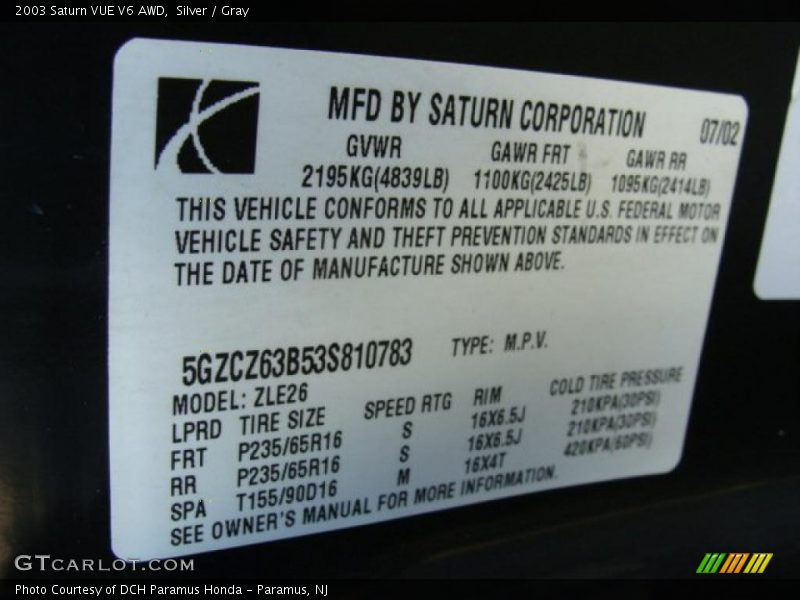 2003 Saturn VUE V6 AWD, Silver / Gray
MFD BY SATURN CORPORATION 07/02
GVWR GAWR FRT GAWR RR
2195KG(4839LB) 1100KG(2425LB) 1095KG(2414LB)
THIS VEHICLE CONFORMS TO ALL APPLICABLE U.S. FEDERAL MOTOR
VEHICLE SAFETY AND THEFT PREVENTION STANDARDS IN EFFECT ON
THE DATE OF MANUFACTURE SHOWN ABOVE.
5GZCZ63B53S810783 TYPE: M.P.V.
MODEL: ZLE26
LPRD TIRE SIZE SPEED RTG RIM COLD TIRE PRESSURE
FRT P235/65R16 S 16X6.5J 210KPA(30PSI)
RR P235/65R16 S 16X6.5J 210KPA(30PSI)
SPA T155/90D16 M 16X4T 420KPA(60PSI)
SEE OWNER'S MANUAL FOR MORE INFORMATION.
GTCARLOT.COM
Photo Courtesy of DCH Paramus Honda - Paramus, NJ